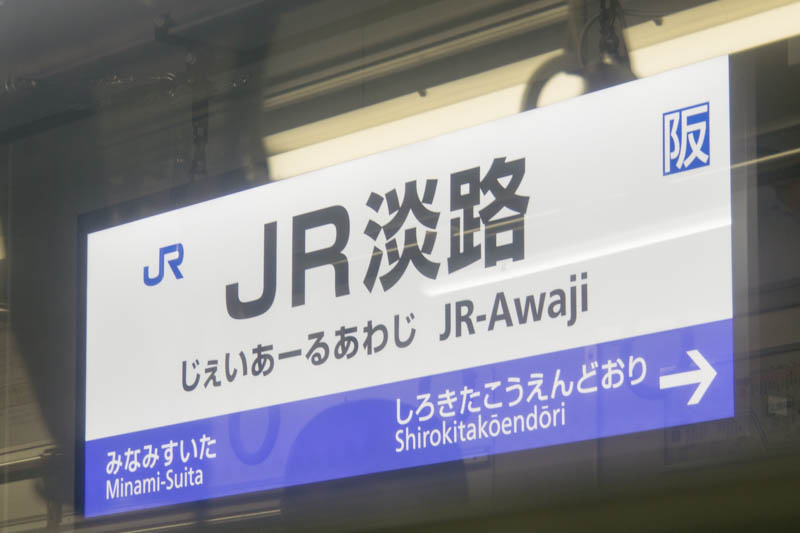 阪
JR
JR淡路
じぇいあーるあわじ JR-Awaji
しろきたこうえんどおり →
Shirokitakōendōri
みなみすいた
Minami-Suita